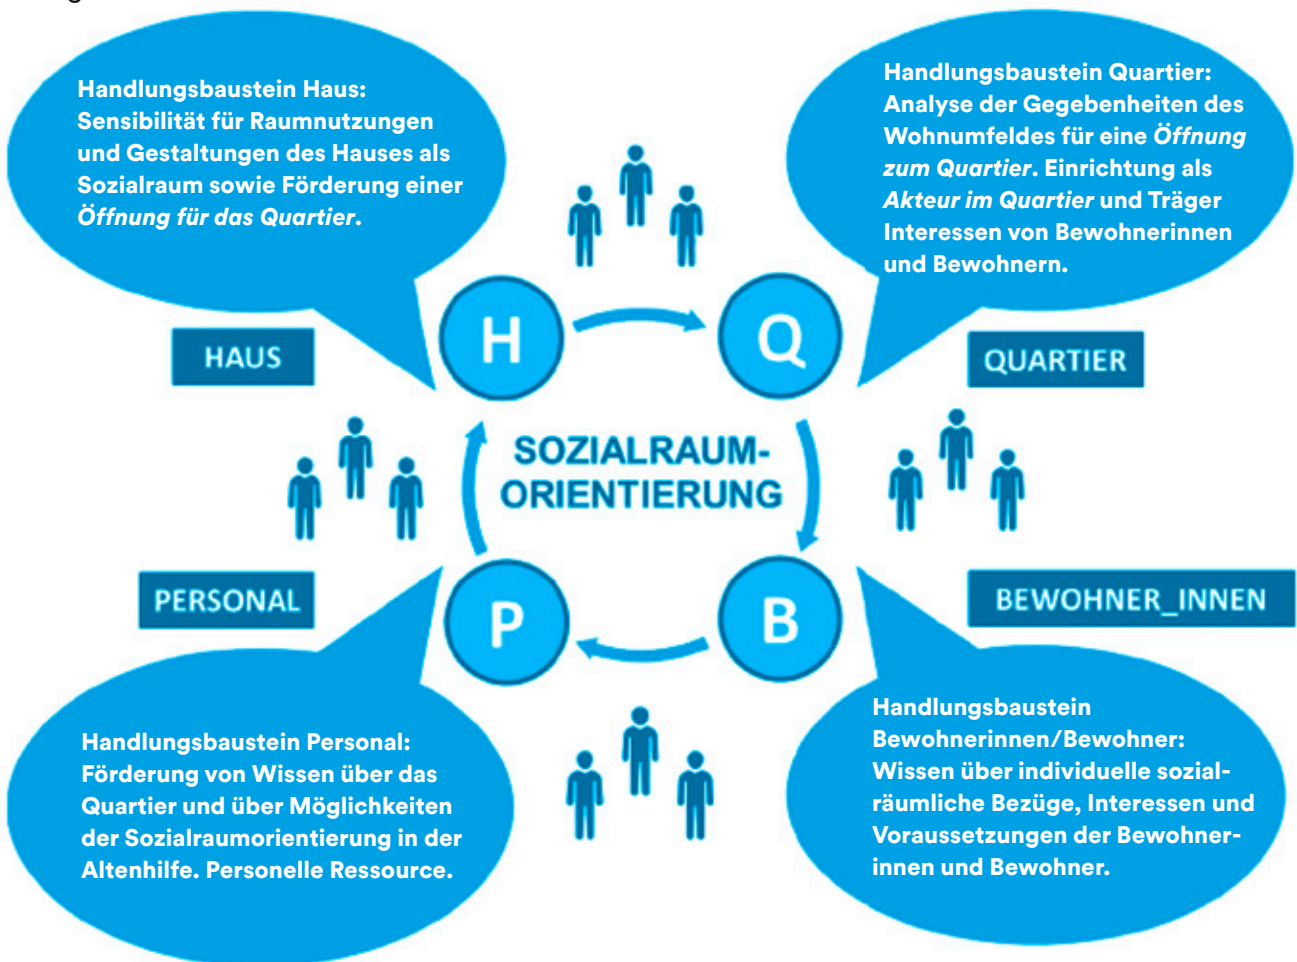 Handlungsbaustein Haus:
Sensibilität für Raumnutzungen
und Gestaltungen des Hauses als
Sozialraum sowie Förderung einer
Öffnung für das Quartier.
Handlungsbaustein Quartier:
Analyse der Gegebenheiten des
Wohnumfeldes für eine Öffnung
zum Quartier. Einrichtung als
Akteur im Quartier und Träger
Interessen von Bewohnerinnen
und Bewohnern.
H
Q
HAUS
QUARTIER
SOZIALRAUM-
ORIENTIERUNG
PERSONAL
BEWOHNER_INNEN
P
B
Handlungsbaustein Personal:
Förderung von Wissen über das
Quartier und über Möglichkeiten
der Sozialraumorientierung in der
Altenhilfe. Personelle Ressource.
Handlungsbaustein
Bewohnerinnen/Bewohner:
Wissen über individuelle sozial-
räumliche Bezüge, Interessen und
Voraussetzungen der Bewohner-
innen und Bewohner.